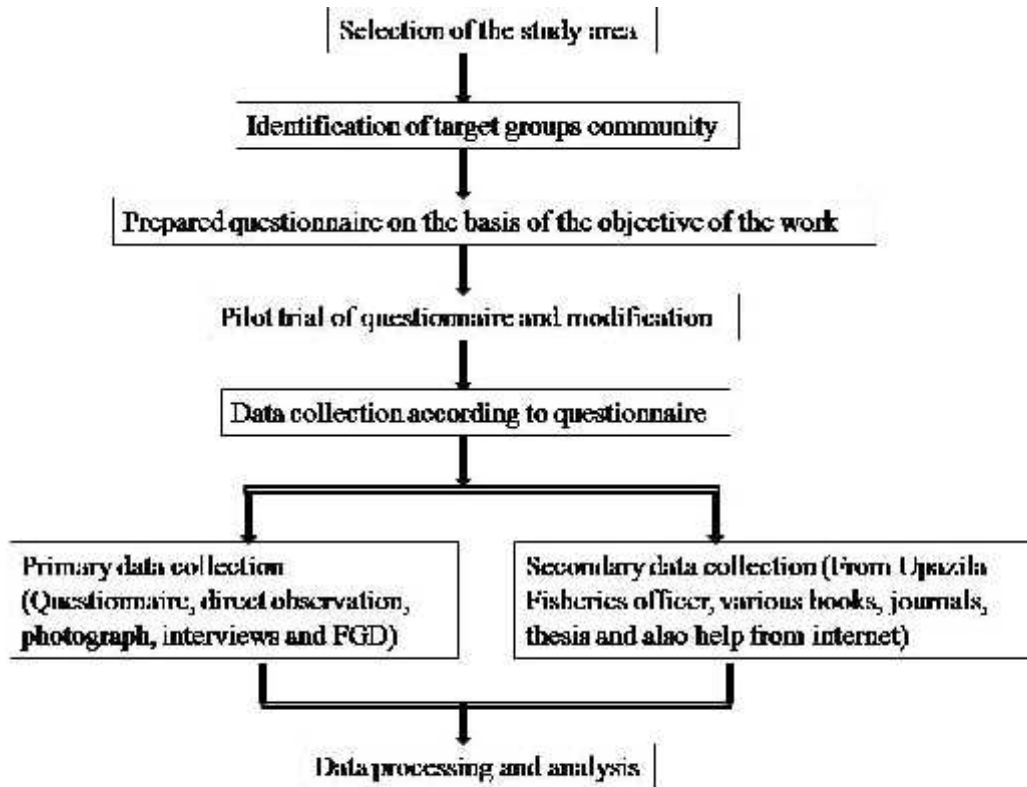 Selection of the study area
Identification of target groups community
Prepared questionnaire on the basis of the objective of the work
Pilot trial of questionnaire and modification
Data collection according to questionnaire
Primary data collection
(Questionnaire, direct observation,
photograph, interviews and FGD)
Secondary data collection (From Upazila
Fisheries officer, various books, journals,
thesis and also help from internet)
Data processing and analysis